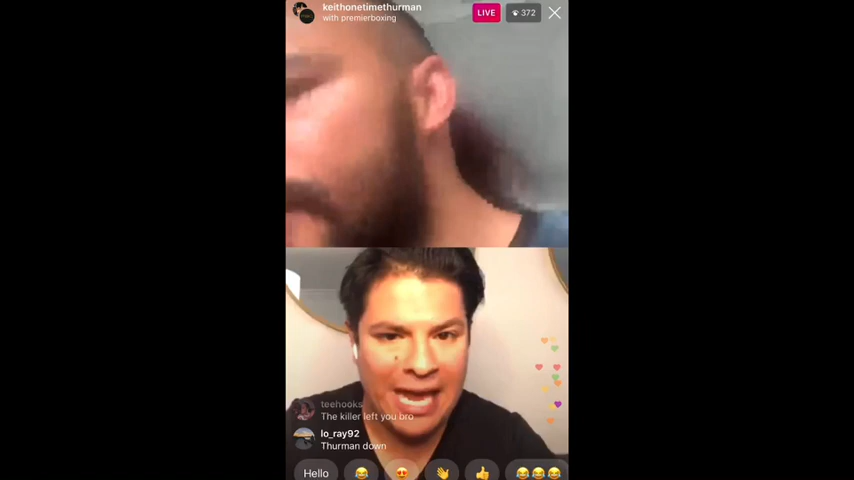 keithonetimethurman
with premierboxing
LIVE
372
teehooks
The killer left you bro
lo_ray92
Thurman down
Hello